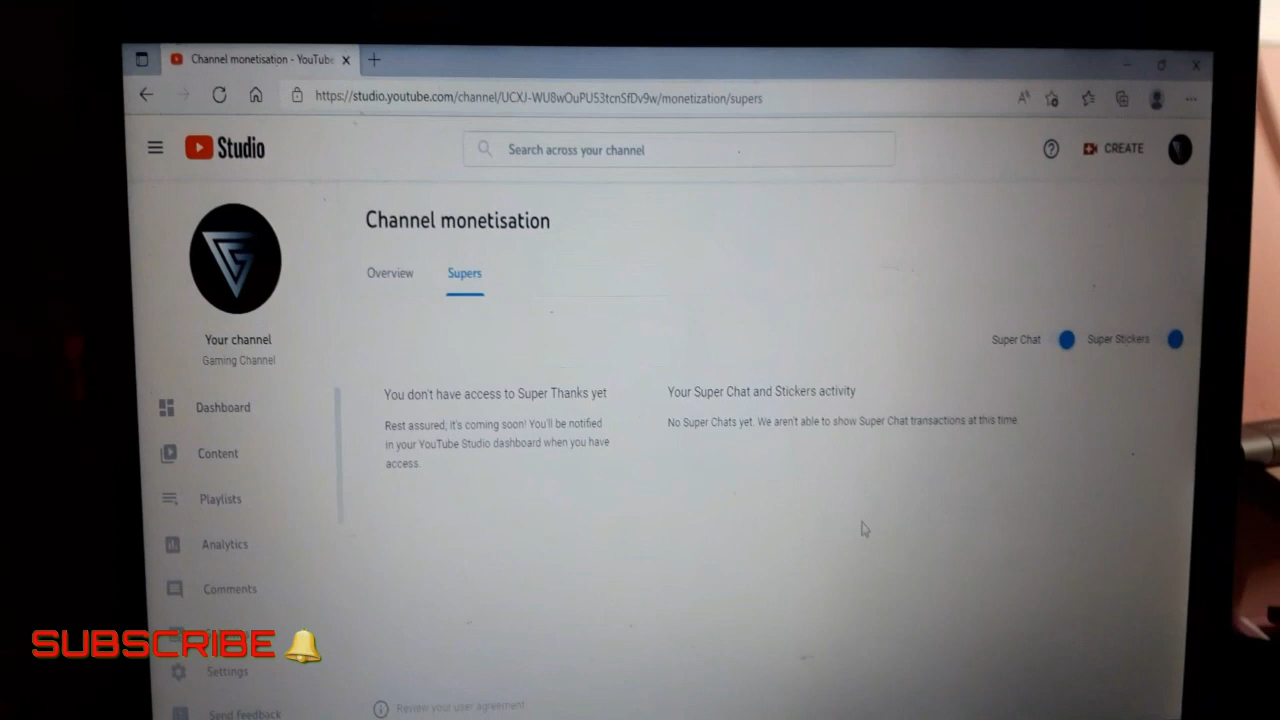 Channel monetisation - YouTube
https://studio.youtube.com/channel/UCXJ-WU8wOuPU53tcnSfDv9w/monetization/supers
Studio
Search across your channel
CREATE
Channel monetisation
Overview
Supers
Your channel
Gaming Channel
Super Chat
Super Stickers
You don't have access to Super Thanks yet
Rest assured, it's coming soon! You'll be notified
in your YouTube Studio dashboard when you have
access.
Your Super Chat and Stickers activity
No Super Chats yet. We aren't able to show Super Chat transactions at this time.
Dashboard
Content
Playlists
Analytics
Comments
SUBSCRIBE
Settings
Send feedback
Review your user agreement